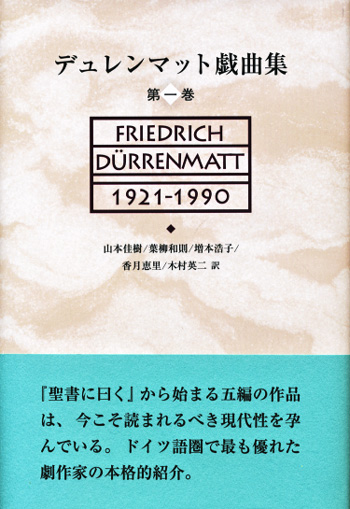 デュレンマット戯曲集
第一巻
FRIEDRICH
DÜRRENMATT
1921-1990
山本佳樹/葉柳和則/増本浩子/
香月恵里/木村英二 訳
『聖書に曰く』から始まる五編の作品
は、今こそ読まれるべき現代性を孕
んでいる。ドイツ語圏で最も優れた
劇作家の本格的紹介。